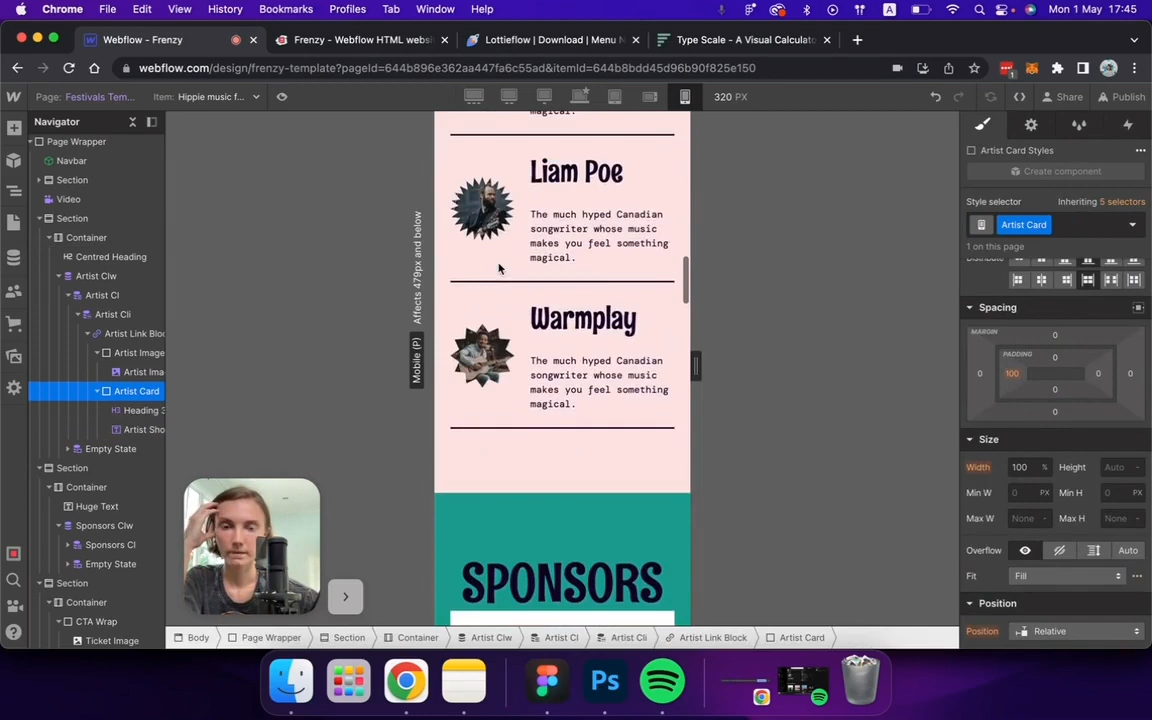 Chrome File Edit View History Bookmarks Profiles Tab Window Help A Mon 1 May 17:45
Webflow - Frenzy
Frenzy - Webflow HTML websi
Lottieflow | Download | Menu N
Type Scale - A Visual Calculato
webflow.com/design/frenzy-template?pageId=644b896e362aa447fa6c55ad&itemId=644b8bdd45d96b90f825e150
Page: Festivals Tem... Item: Hippie music f... 320 PX Share Publish
Navigator
Page Wrapper
Navbar
Section
Video
Section
Container
Centred Heading
Artist Clw
Artist Cl
Artist Cli
Artist Link Bloc
Artist Image
Artist Ima
Artist Card
Heading 3
Artist Sho
Empty State
Section
Container
Huge Text
Sponsors Clw
Sponsors Cl
Empty State
Section
Container
CTA Wrap
Ticket Image
Affects 479px and below
Mobile (P)
magical.
Liam Poe
The much hyped Canadian
songwriter whose music
makes you feel something
magical.
Warmplay
The much hyped Canadian
songwriter whose music
makes you feel something
magical.
SPONSORS
Artist Card Styles
Create component
Style selector Inheriting 5 selectors
Artist Card
1 on this page
Distribute
Spacing
MARGIN
0
PADDING
0
0 100 0 0
0
0
Size
Width 100 % Height Auto -
Min W 0 PX Min H 0 PX
Max W None - Max H None -
Overflow Auto
Fit Fill
Position
Position Relative
Body Page Wrapper Section Container Artist Clw Artist Cl Artist Cli Artist Link Block Artist Card
Ps